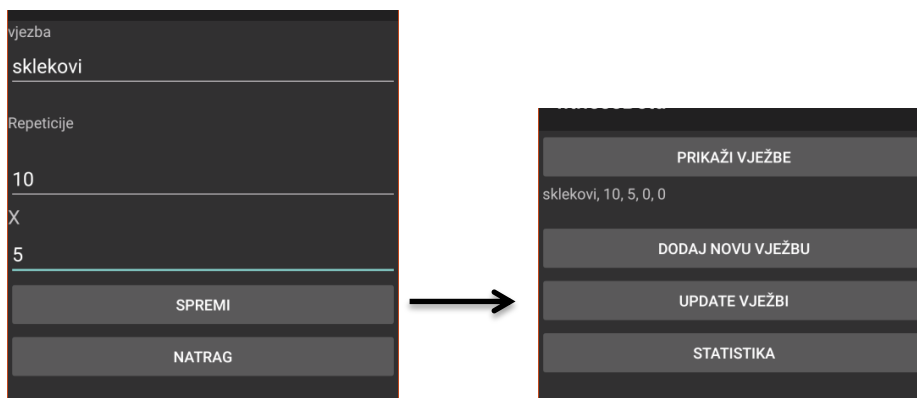 vjezba
sklekovi
Repeticije
10
X
5
SPREMI
NATRAG
PRIKAŽI VJEŽBE
sklekovi, 10, 5, 0, 0
DODAJ NOVU VJEŽBU
UPDATE VJEŽBI
STATISTIKA